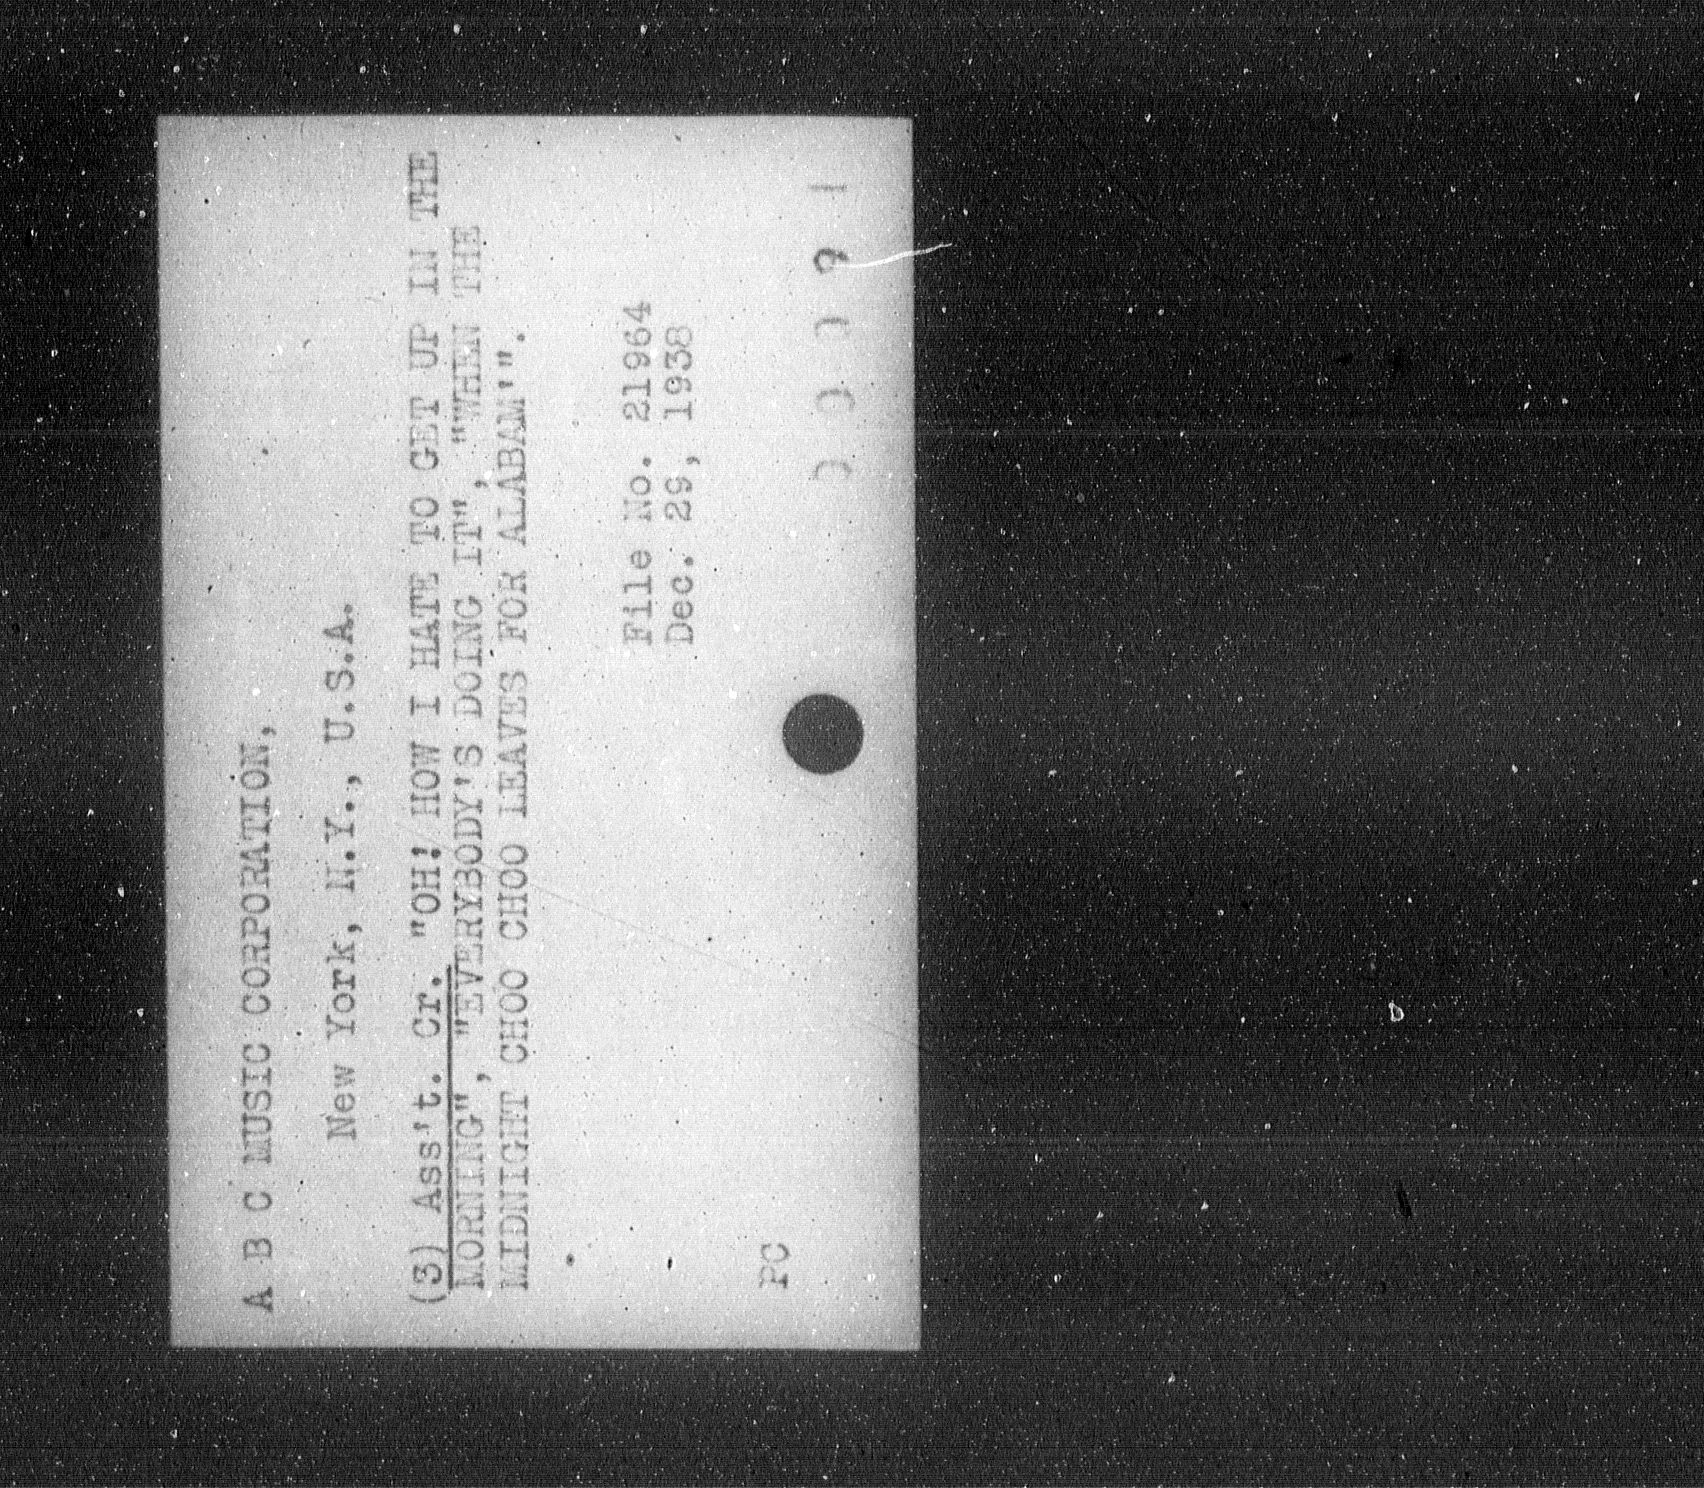 A B C MUSIC CORPORATION,
New York, N.Y., U.S.A.
(3) Ass't. Cr. "OH! HOW I HATE TO GET UP IN THE
MORNING", "EVERYBODY'S DOING IT", "WHEN THE
MIDNIGHT CHOO CHOO LEAVES FOR ALABAM'".
File No. 21964
Dec. 29, 1938
PC